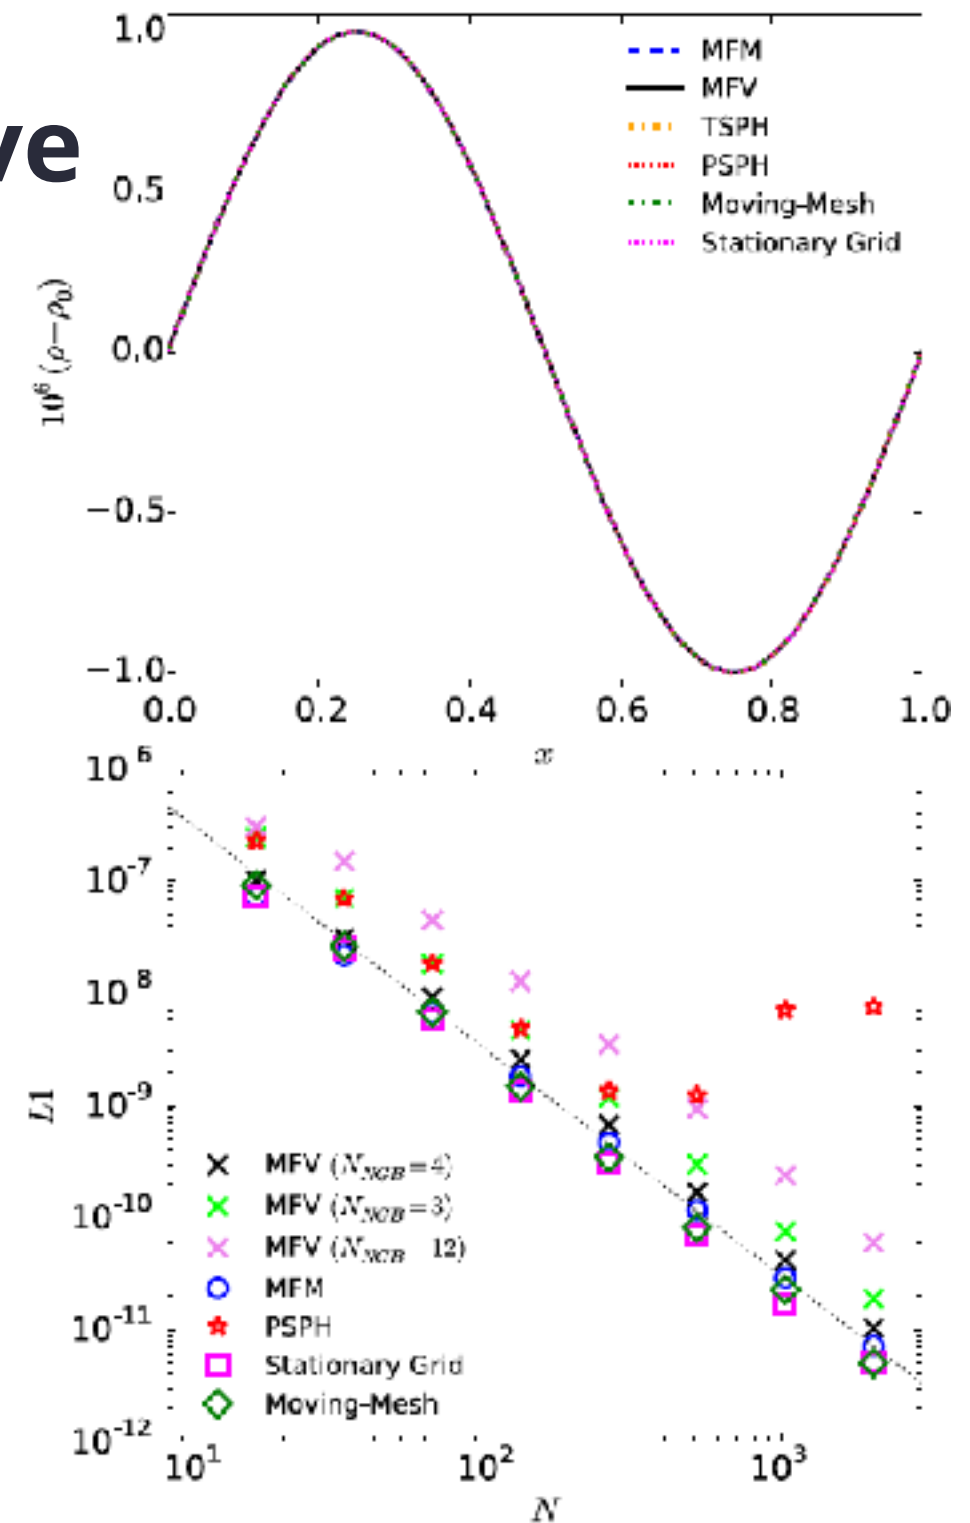 ve
1.0
0.5
0.0
−0.5
−1.0
10⁶ (ρ−ρ₀)
MFM
MFV
TSPH
PSPH
Moving-Mesh
Stationary Grid
0.0 0.2 0.4 0.6 0.8 1.0
x
10 6
10-7
10 8
10-9
10-10
10-11
10-12
L1
MFV (N_NGB=4)
MFV (N_NGB=3)
MFV (N_NGB 12)
MFM
PSPH
Stationary Grid
Moving-Mesh
10¹ 10² 10³
N